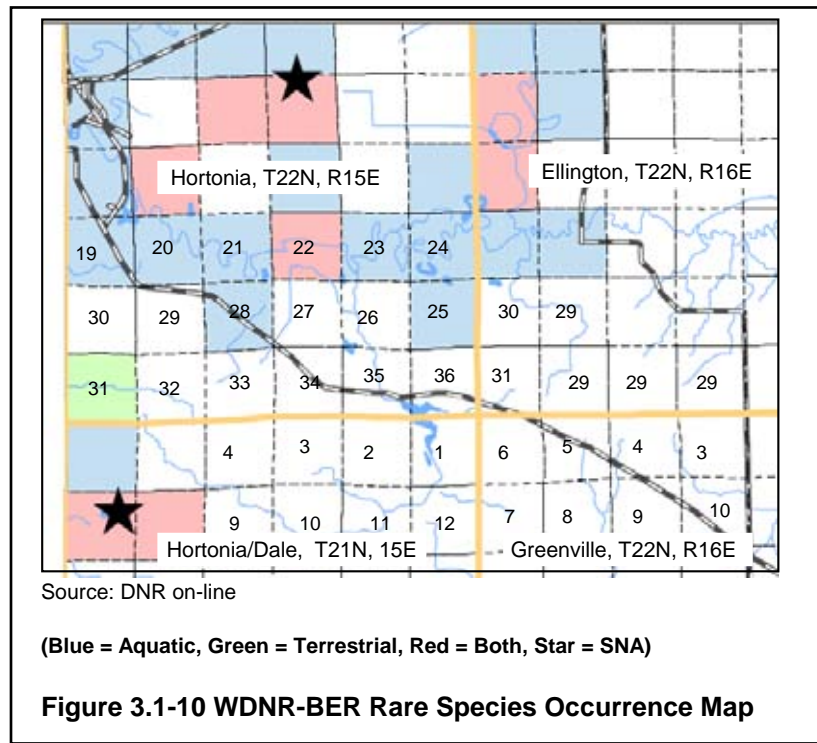 Hortonia, T22N, R15E
Ellington, T22N, R16E
19 20 21 22 23 24
30 29 28 27 26 25 30 29
31 32 33 34 35 36 31 29 29 29
4 3 2 1 6 5 4 3
9 10 11 12 7 8 9 10
Hortonia/Dale, T21N, 15E
Greenville, T22N, R16E
Source: DNR on-line
(Blue = Aquatic, Green = Terrestrial, Red = Both, Star = SNA)
Figure 3.1-10 WDNR-BER Rare Species Occurrence Map